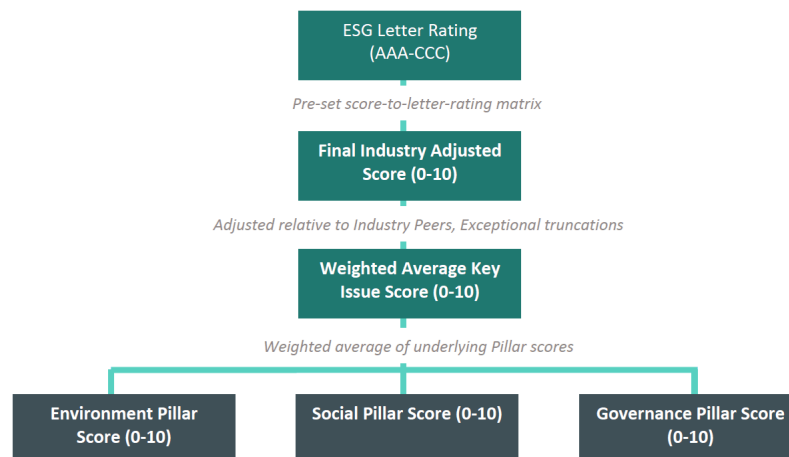 ESG Letter Rating
(AAA-CCC)
Pre-set score-to-letter-rating matrix
Final Industry Adjusted
Score (0-10)
Adjusted relative to Industry Peers, Exceptional truncations
Weighted Average Key
Issue Score (0-10)
Weighted average of underlying Pillar scores
Environment Pillar
Score (0-10)
Social Pillar Score (0-10)
Governance Pillar Score
(0-10)